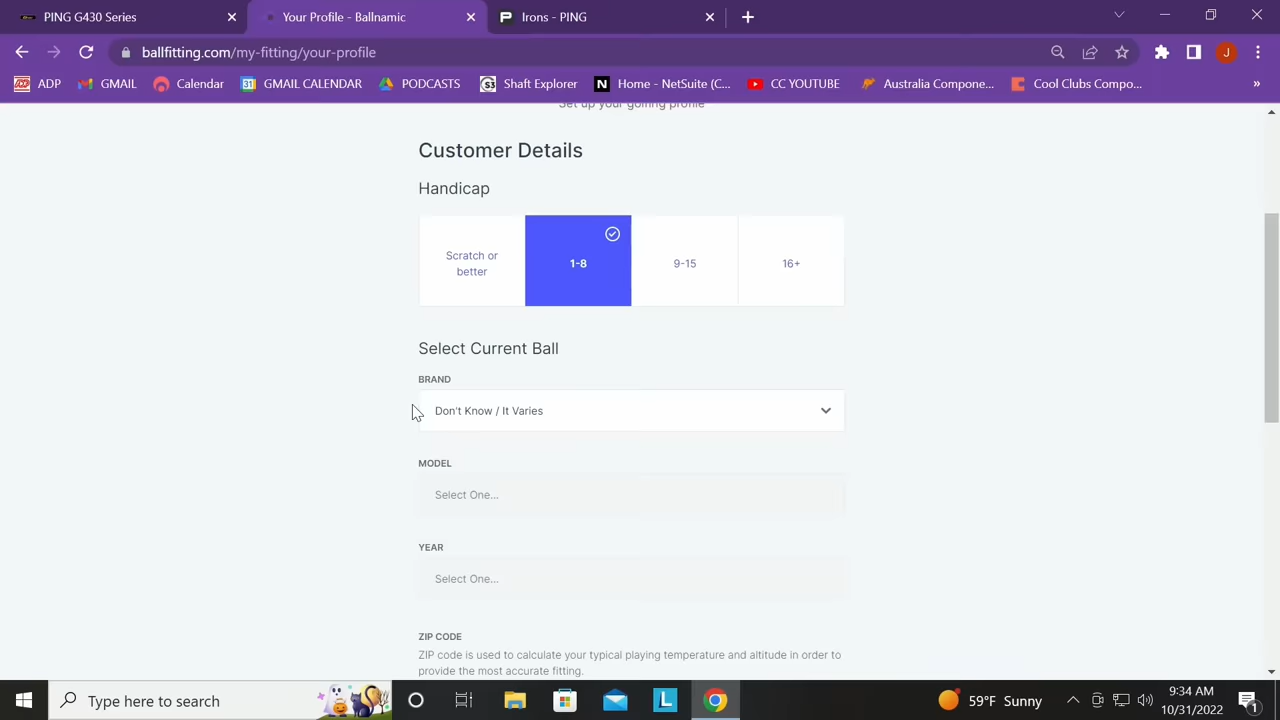 PING G430 Series
Your Profile - Ballnamic
Irons - PING
ballfitting.com/my-fitting/your-profile
ADP
GMAIL
Calendar
GMAIL CALENDAR
PODCASTS
Shaft Explorer
Home - NetSuite (C...
CC YOUTUBE
Australia Compone...
Cool Clubs Compo...
»
J
Set up your golfing profile
Customer Details
Handicap
Scratch or
better
1-8
9-15
16+
Select Current Ball
BRAND
Don't Know / It Varies
MODEL
Select One...
YEAR
Select One...
ZIP CODE
ZIP code is used to calculate your typical playing temperature and altitude in order to
provide the most accurate fitting.
Type here to search
L
59°F Sunny
9:34 AM
10/31/2022
1